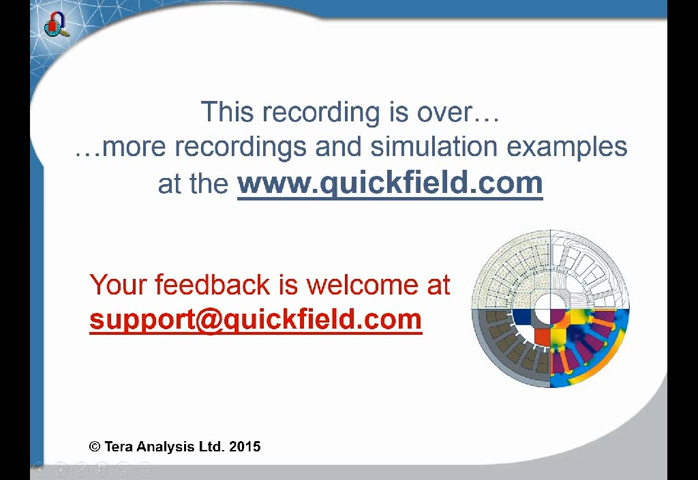 This recording is over…
…more recordings and simulation examples
at the www.quickfield.com
Your feedback is welcome at
support@quickfield.com
© Tera Analysis Ltd. 2015